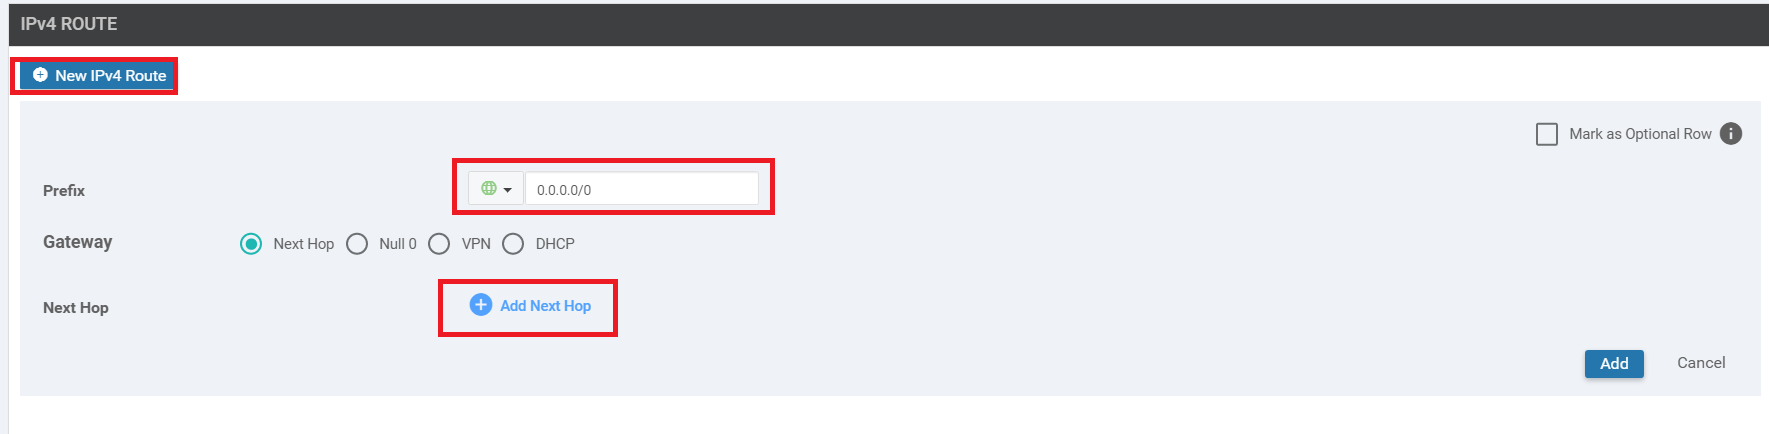 IPv4 ROUTE
New IPv4 Route
Mark as Optional Row
Prefix 0.0.0.0/0
Gateway Next Hop Null 0 VPN DHCP
Next Hop Add Next Hop
Add Cancel